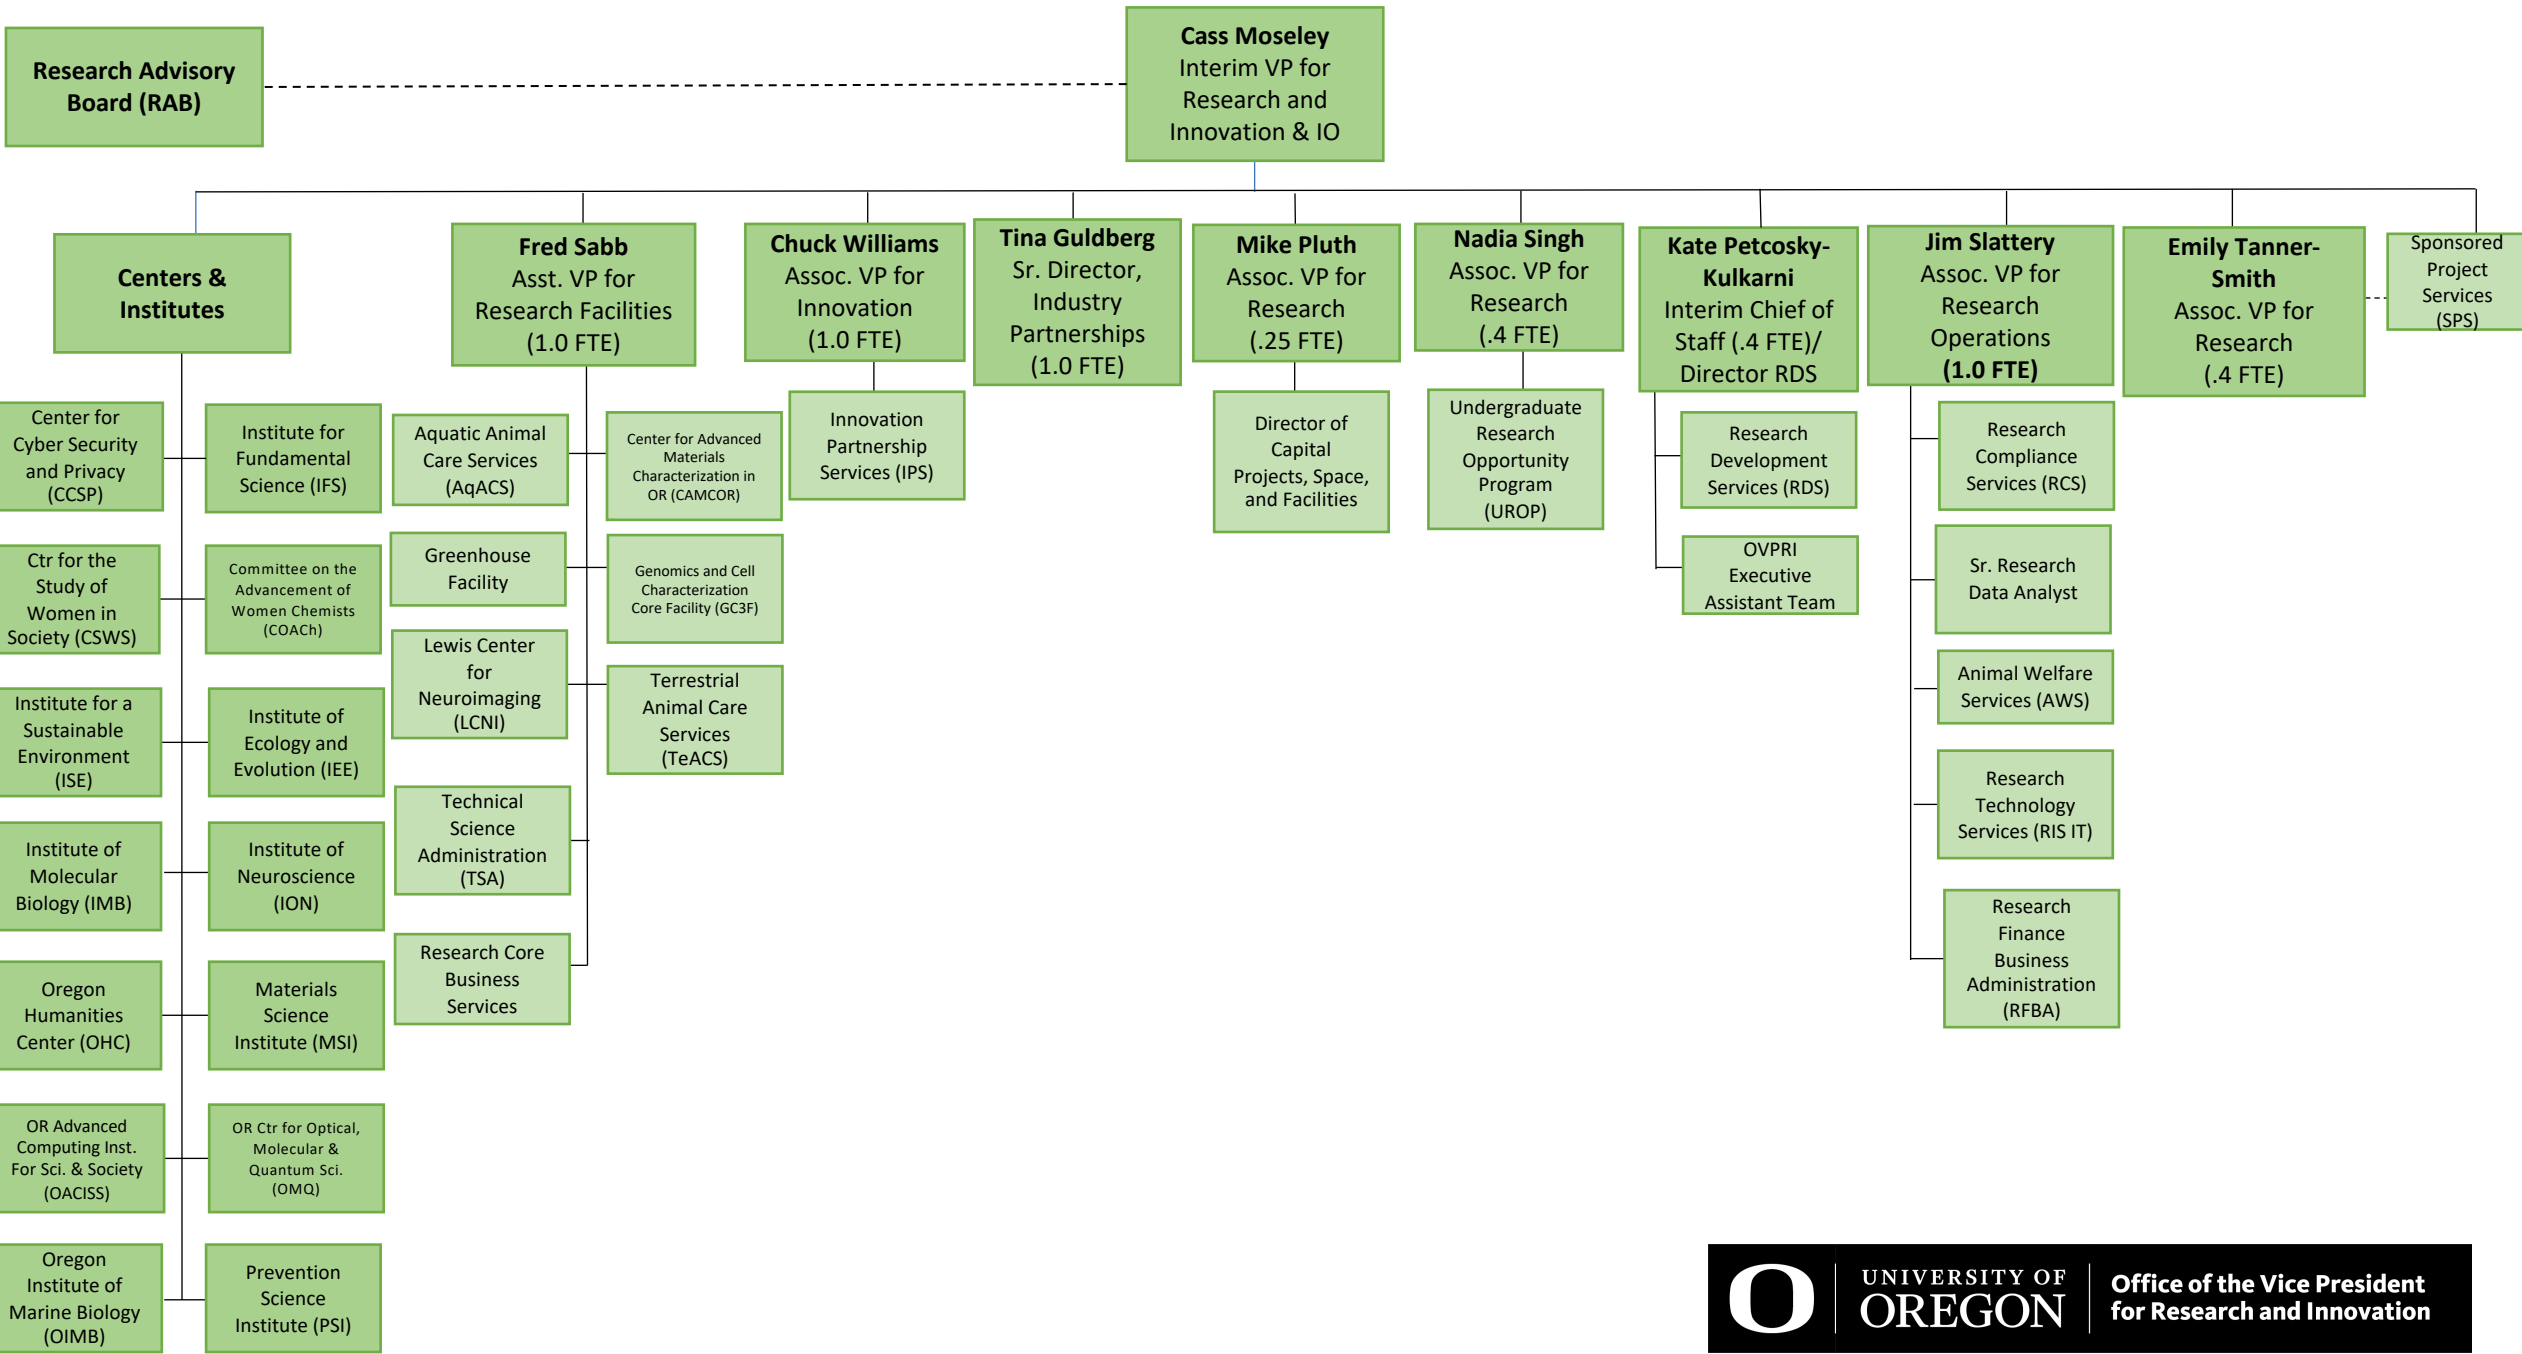 Research Advisory
Board (RAB)
Cass Moseley
Interim VP for
Research and
Innovation & IO
Centers &
Institutes
Fred Sabb
Asst. VP for
Research Facilities
(1.0 FTE)
Chuck Williams
Assoc. VP for
Innovation
(1.0 FTE)
Tina Guldberg
Sr. Director,
Industry
Partnerships
(1.0 FTE)
Mike Pluth
Assoc. VP for
Research
(.25 FTE)
Nadia Singh
Assoc. VP for
Research
(.4 FTE)
Kate Petcosky-
Kulkarni
Interim Chief of
Staff (.4 FTE)/
Director RDS
Jim Slattery
Assoc. VP for
Research
Operations
(1.0 FTE)
Emily Tanner-
Smith
Assoc. VP for
Research
(.4 FTE)
Sponsored
Project
Services
(SPS)
Center for
Cyber Security
and Privacy
(CCSP)
Institute for
Fundamental
Science (IFS)
Ctr for the
Study of
Women in
Society (CSWS)
Committee on the
Advancement of
Women Chemists
(COACh)
Institute for a
Sustainable
Environment
(ISE)
Institute of
Ecology and
Evolution (IEE)
Institute of
Molecular
Biology (IMB)
Institute of
Neuroscience
(ION)
Oregon
Humanities
Center (OHC)
Materials
Science
Institute (MSI)
OR Advanced
Computing Inst.
For Sci. & Society
(OACISS)
OR Ctr for Optical,
Molecular &
Quantum Sci.
(OMQ)
Oregon
Institute of
Marine Biology
(OIMB)
Prevention
Science
Institute (PSI)
Aquatic Animal
Care Services
(AqACS)
Center for Advanced
Materials
Characterization in
OR (CAMCOR)
Greenhouse
Facility
Genomics and Cell
Characterization
Core Facility (GC3F)
Lewis Center
for
Neuroimaging
(LCNI)
Terrestrial
Animal Care
Services
(TeACS)
Technical
Science
Administration
(TSA)
Research Core
Business
Services
Innovation
Partnership
Services (IPS)
Director of
Capital
Projects, Space,
and Facilities
Undergraduate
Research
Opportunity
Program
(UROP)
Research
Development
Services (RDS)
OVPRI
Executive
Assistant Team
Research
Compliance
Services (RCS)
Sr. Research
Data Analyst
Animal Welfare
Services (AWS)
Research
Technology
Services (RIS IT)
Research
Finance
Business
Administration
(RFBA)
O
UNIVERSITY OF
OREGON
Office of the Vice President
for Research and Innovation